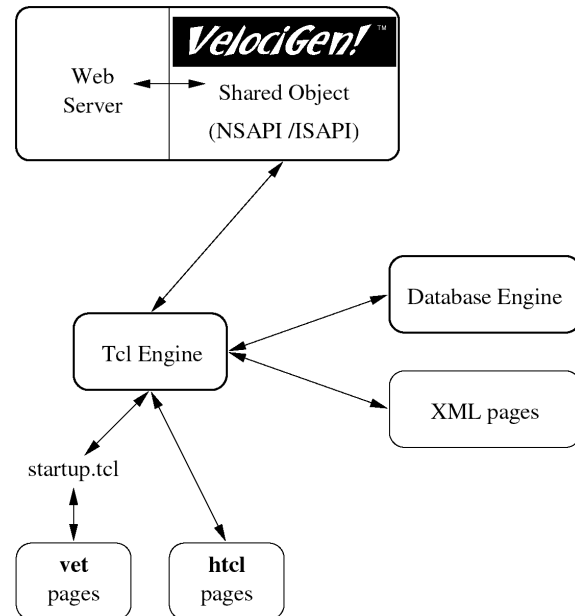 VelociGen!™
Web
Server
Shared Object
(NSAPI /ISAPI)
Database Engine
Tcl Engine
XML pages
startup.tcl
vet
pages
htcl
pages